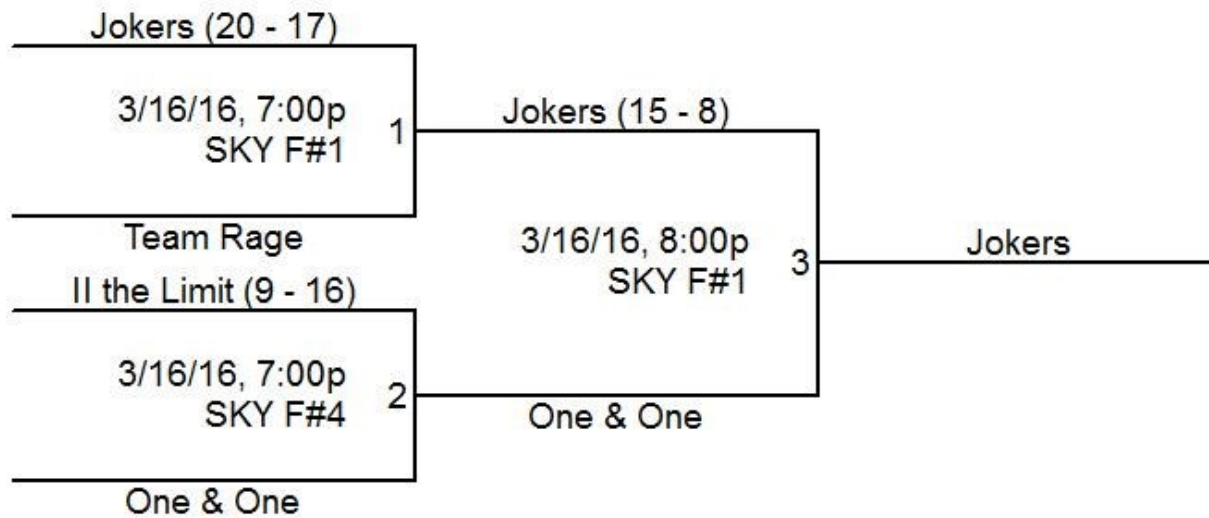 Jokers (20 - 17)
3/16/16, 7:00p
SKY F#1
1
Team Rage
II the Limit (9 - 16)
3/16/16, 7:00p
SKY F#4
2
One & One
Jokers (15 - 8)
3/16/16, 8:00p
SKY F#1
3
One & One
Jokers